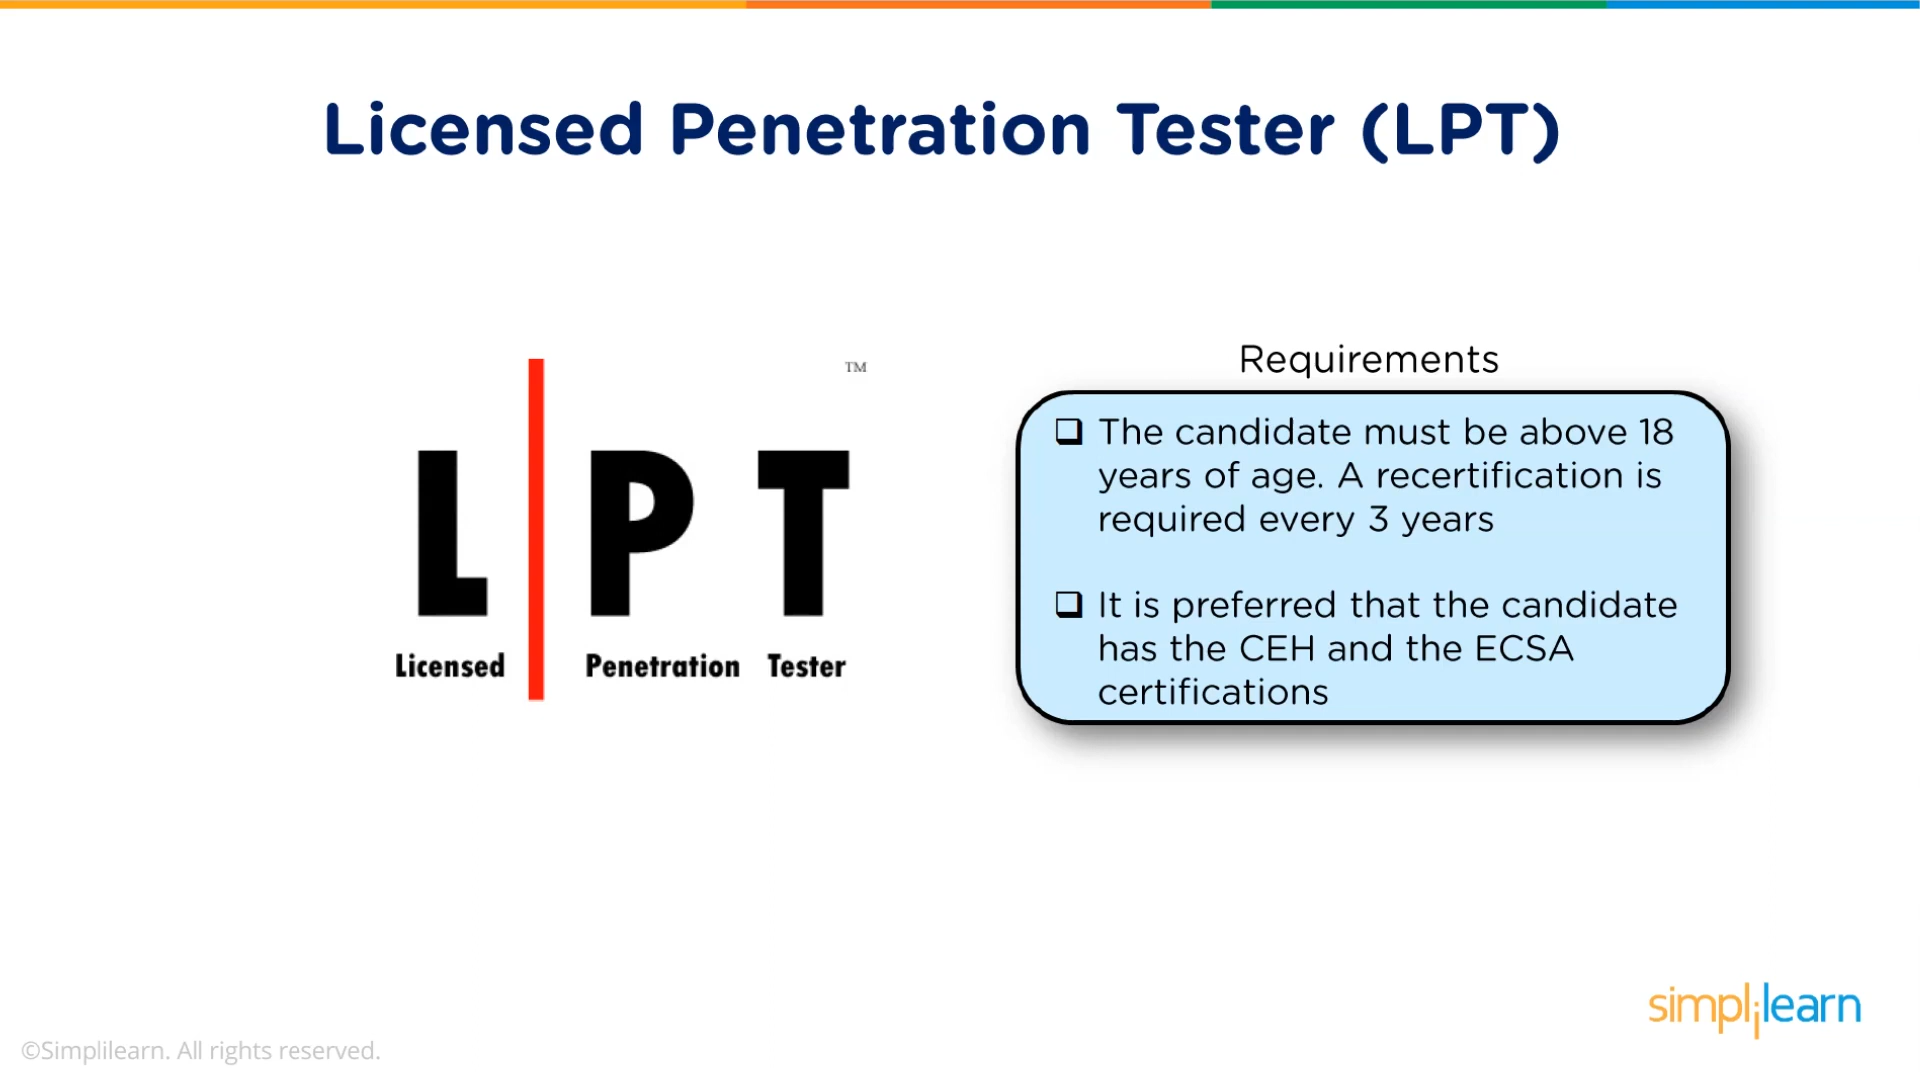 Licensed Penetration Tester (LPT)
TM
L P T
Licensed Penetration Tester
Requirements
The candidate must be above 18
years of age. A recertification is
required every 3 years
It is preferred that the candidate
has the CEH and the ECSA
certifications
simplilearn
©Simplilearn. All rights reserved.